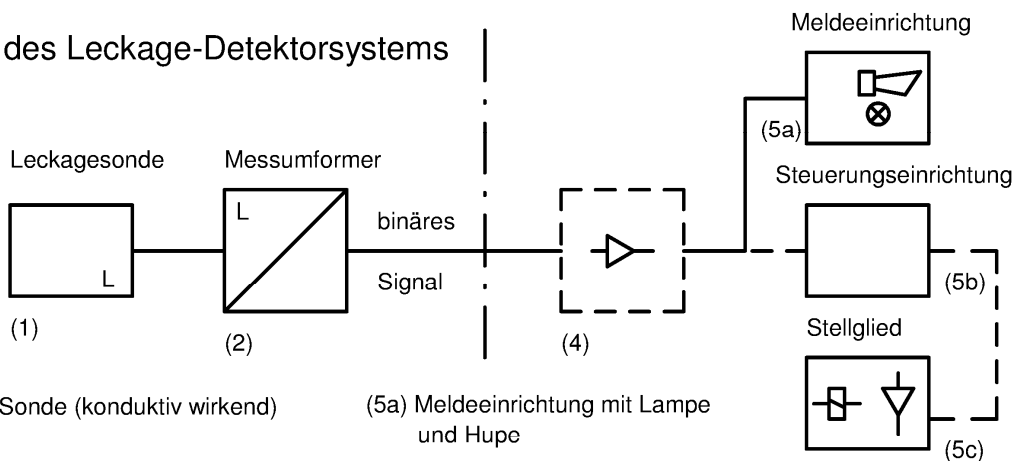 des Leckage-Detektorsystems
Meldeeinrichtung
(5a)
Leckagesonde
Messumformer
Steuerungseinrichtung
L
binäres
L
Signal
(5b)
(1)
(2)
(4)
Stellglied
Sonde (konduktiv wirkend)
(5a) Meldeeinrichtung mit Lampe
und Hupe
(5c)